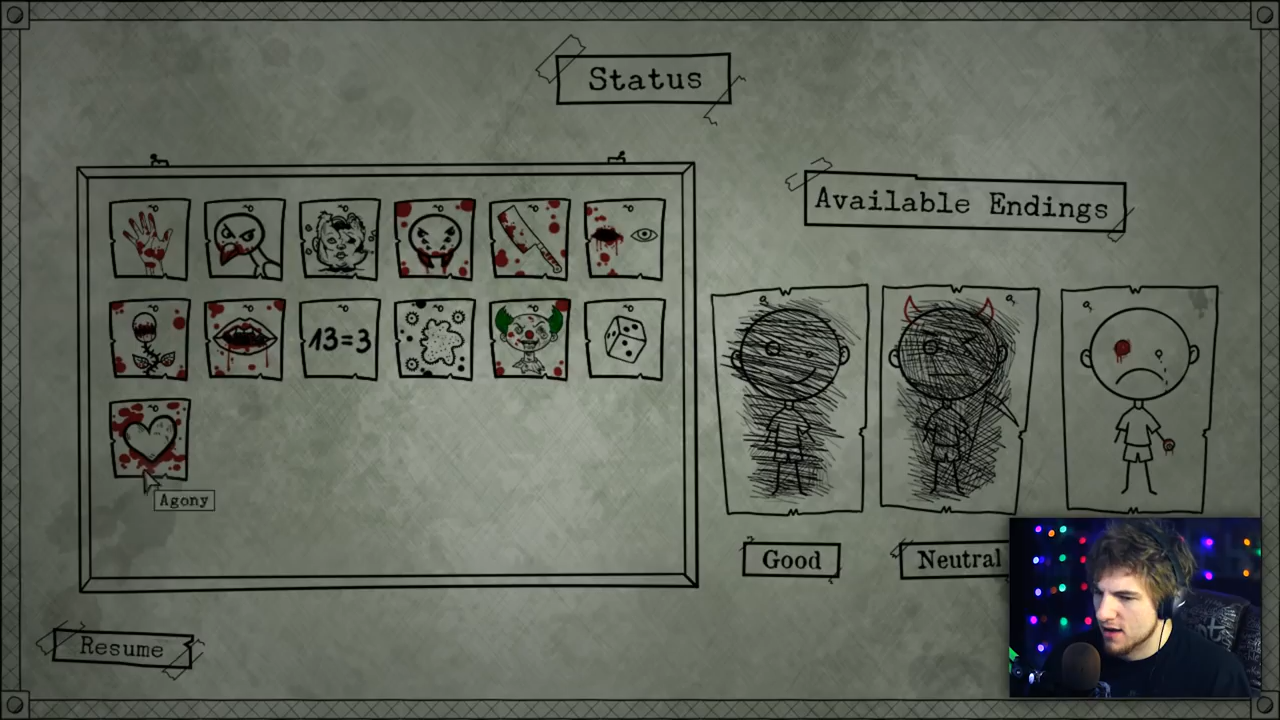 Status
Available Endings
13=3
Agony
Good
Neutral
Resume